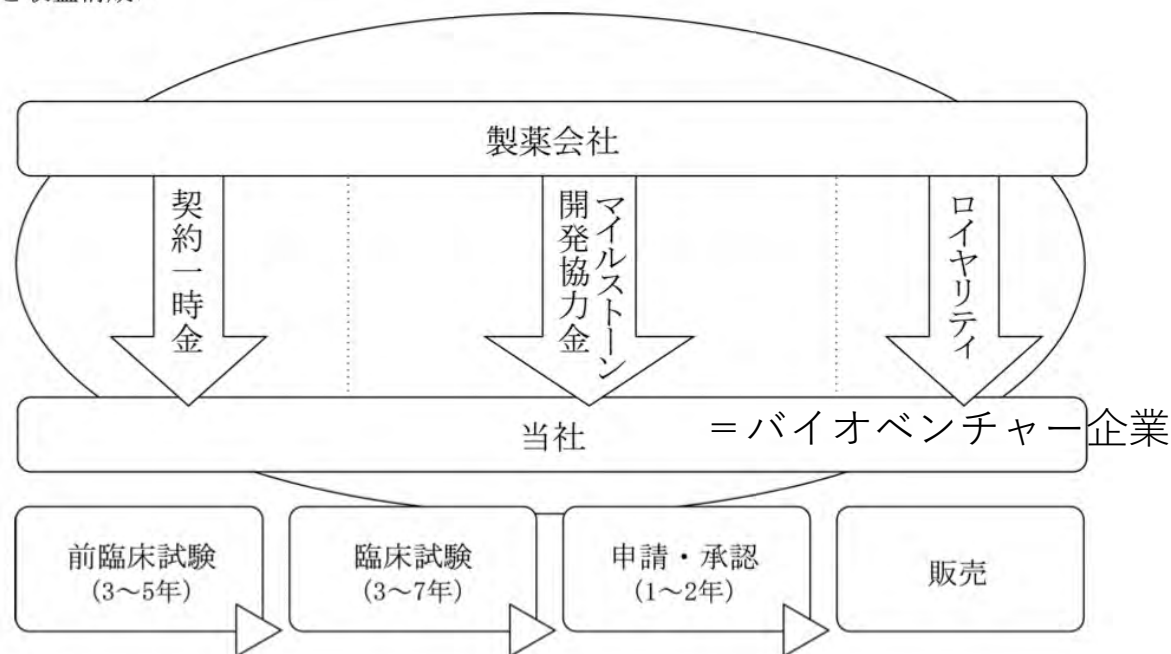 製薬会社
契約一時金
マイルストーン
開発協力金
ロイヤリティ
当社
＝バイオベンチャー企業
前臨床試験
(3〜5年)
臨床試験
(3〜7年)
申請・承認
(1〜2年)
販売